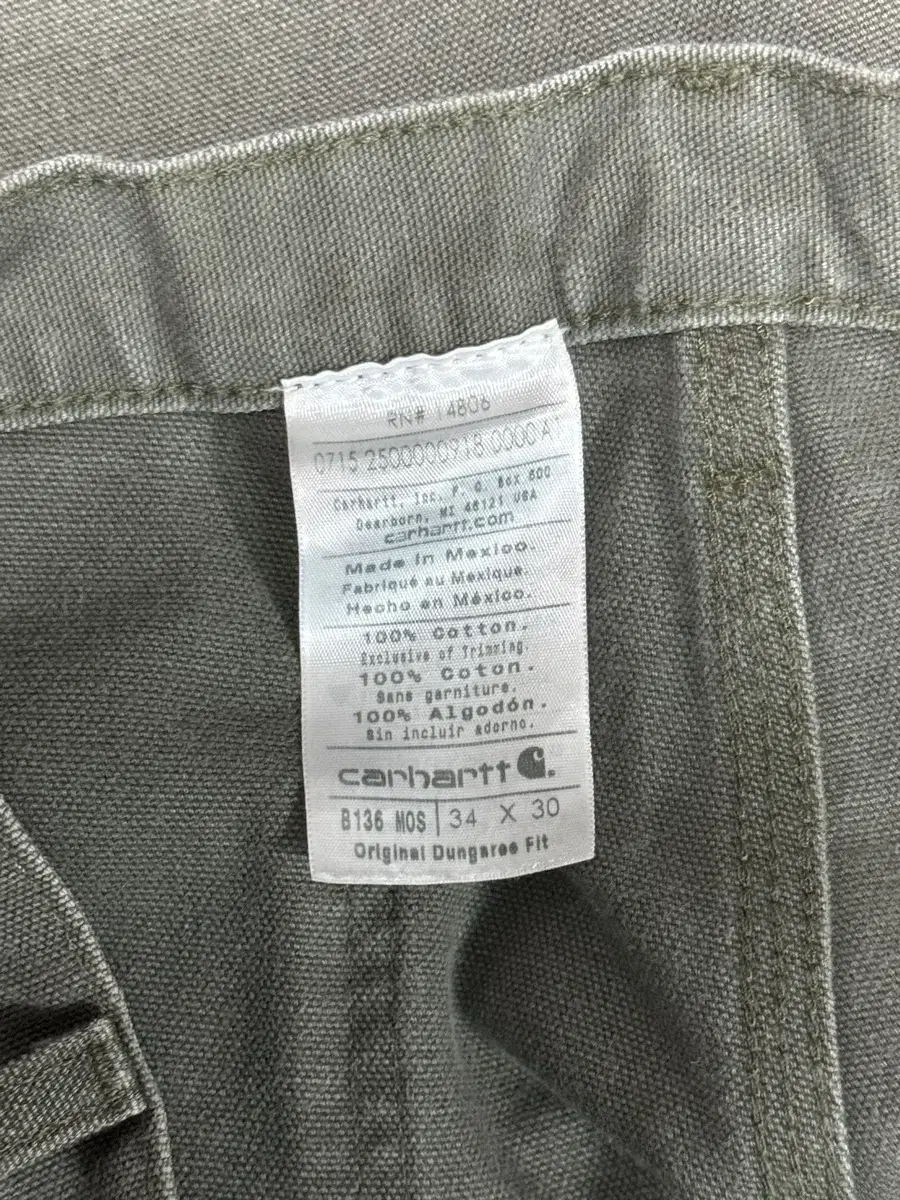 RN# 14806
0715 2500000918 0000 A
Carhartt, Inc. P. O. Box 600
Dearborn, MI 48121 USA
carhartt.com
Made in Mexico.
Fabriqué au Mexique.
Hecho en México.
100% Cotton.
Exclusive of Trimming.
100% Coton.
Sans garniture.
100% Algodón.
Sin incluir adorno.
carhartt
B136 MOS 34 X 30
Original Dungaree Fit